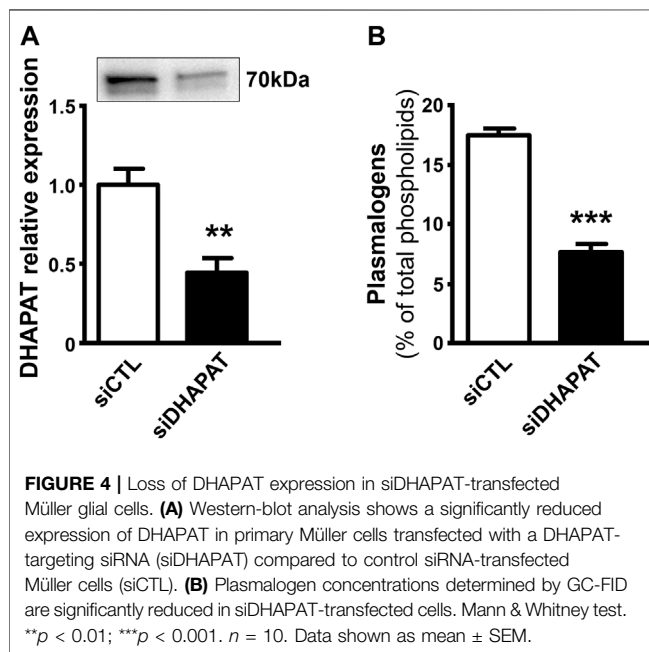 A
70kDa
DHAPAT relative expression
1.5
1.0
0.5
0
siCTL
siDHAPAT
**
B
Plasmalogens
(% of total phospholipids)
20
15
10
5
0
siCTL
siDHAPAT
***
FIGURE 4 | Loss of DHAPAT expression in siDHAPAT-transfected
Müller glial cells. (A) Western-blot analysis shows a significantly reduced
expression of DHAPAT in primary Müller cells transfected with a DHAPAT-
targeting siRNA (siDHAPAT) compared to control siRNA-transfected
Müller cells (siCTL). (B) Plasmalogen concentrations determined by GC-FID
are significantly reduced in siDHAPAT-transfected cells. Mann & Whitney test.
**p < 0.01; ***p < 0.001. n = 10. Data shown as mean ± SEM.